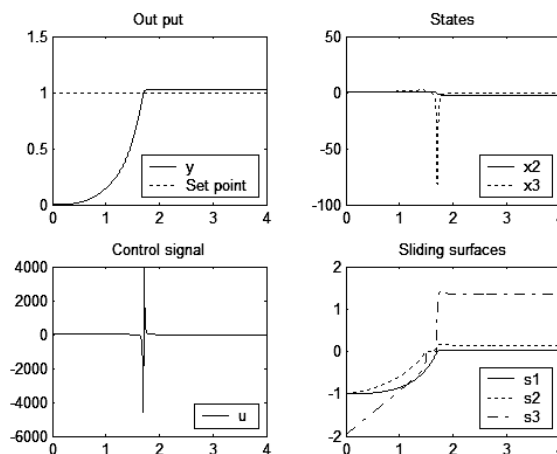 Out put
1.5
1
0.5
0
0 1 2 3 4
y
Set point
States
50
0
-50
-100
0 1 2 3 4
x2
x3
Control signal
4000
2000
0
-2000
-4000
-6000
0 1 2 3 4
u
Sliding surfaces
2
1
0
-1
-2
0 1 2 3 4
s1
s2
s3